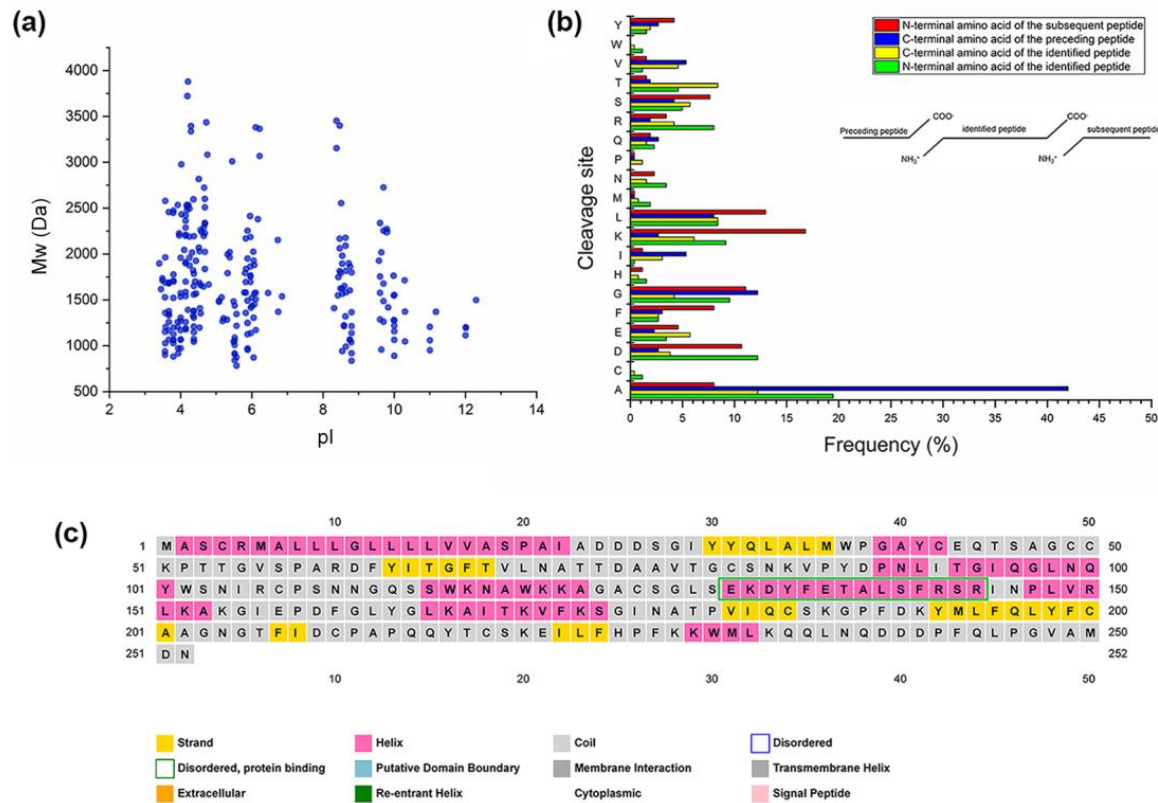 (a)
Mw (Da)
4000
3500
3000
2500
2000
1500
1000
500
2 4 6 8 10 12 14
pI
(b)
Cleavage site
Y
W
V
T
S
R
Q
P
N
M
L
K
I
H
G
F
E
D
C
A
0 5 10 15 20 25 30 35 40 45 50
Frequency (%)
N-terminal amino acid of the subsequent peptide
C-terminal amino acid of the preceding peptide
C-terminal amino acid of the identified peptide
N-terminal amino acid of the identified peptide
COO- COO-
Preceding peptide identified peptide subsequent peptide
NH3+ NH3+
(c)
10 20 30 40 50
1 M A S C R M A L L L G L L L L V V A S P A I A D D D S G I Y Y Q L A L M W P G A Y C E Q T S A G C C 50
51 K P T T G V S P A R D F Y I T G F T V L N A T T D A A V T G C S N K V P Y D P N L I T G I Q G L N Q 100
101 Y W S N I R C P S N N G Q S S W K N A W K K A G A C S G L S E K D Y F E T A L S F R S R I N P L V R 150
151 L K A K G I E P D F G L Y G L K A I T K V F K S G I N A T P V I Q C S K G P F D K Y M L F Q L Y F C 200
201 A A G N G T F I D C P A P Q Q Y T C S K E I L F H P F K K W M L K Q Q L N Q D D D P F Q L P G V A M 250
251 D N 252
10 20 30 40 50
Strand Helix Coil Disordered
Disordered, protein binding Putative Domain Boundary Membrane Interaction Transmembrane Helix
Extracellular Re-entrant Helix Cytoplasmic Signal Peptide